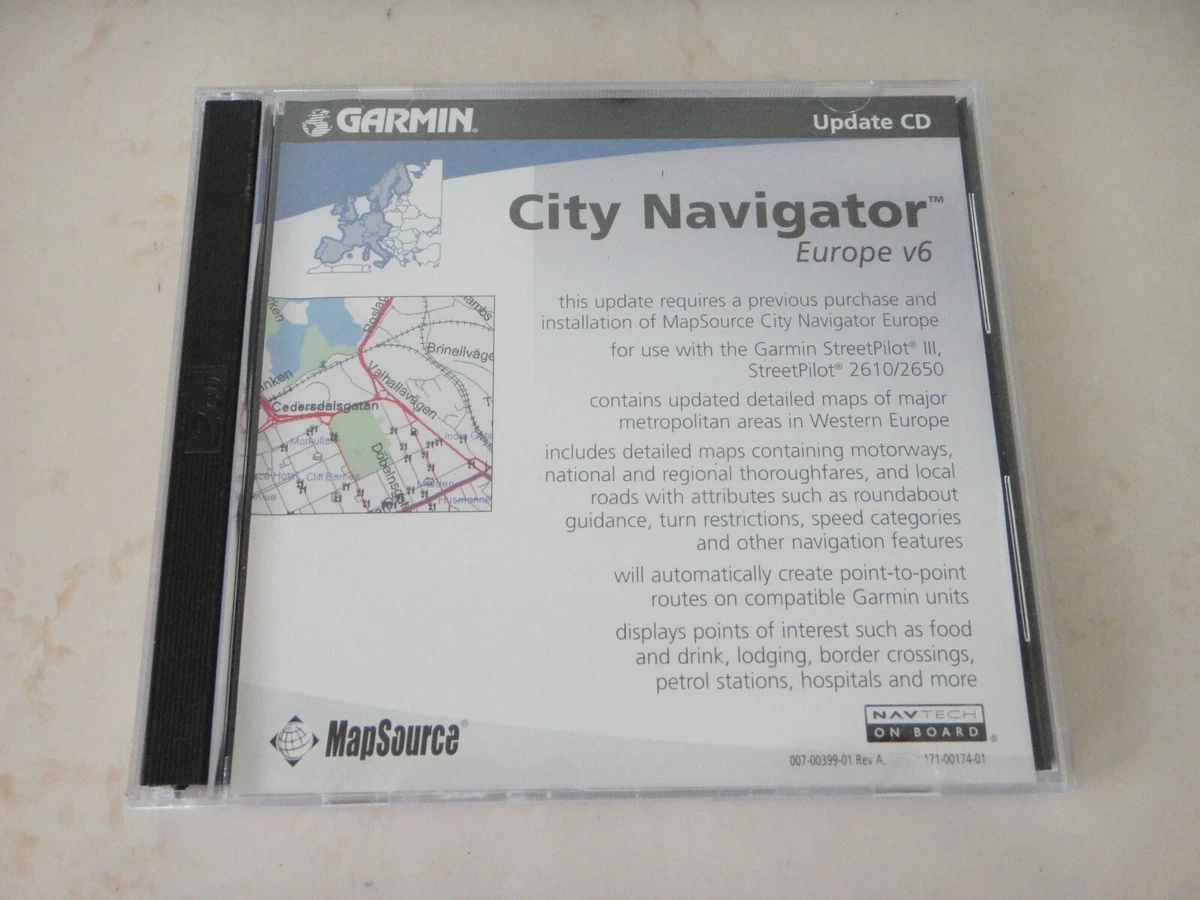 GARMIN®
Update CD
City Navigator™
Europe v6
this update requires a previous purchase and
installation of MapSource City Navigator Europe
for use with the Garmin StreetPilot® III,
StreetPilot® 2610/2650
contains updated detailed maps of major
metropolitan areas in Western Europe
includes detailed maps containing motorways,
national and regional thoroughfares, and local
roads with attributes such as roundabout
guidance, turn restrictions, speed categories
and other navigation features
will automatically create point-to-point
routes on compatible Garmin units
displays points of interest such as food
and drink, lodging, border crossings,
petrol stations, hospitals and more
Brinellväge
Valhallavägen
anken
Cedersdalsgatan
Cliff Barnes
MapSource®
NAVTECH
ON BOARD®
007-00399-01 Rev A.
171-00174-01